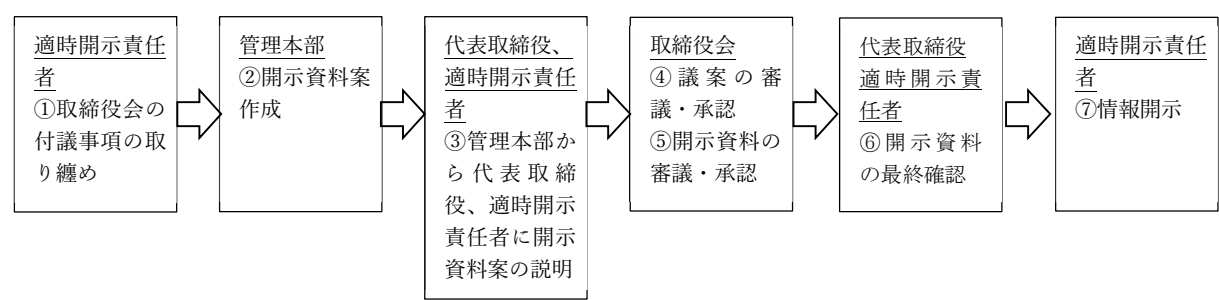 適時開示責任
者
①取締役会の
付議事項の取
り纏め
管理本部
②開示資料案
作成
代表取締役、
適時開示責任
者
③管理本部か
ら代表取締
役、適時開示
責任者に開示
資料案の説明
取締役会
④議案の審
議・承認
⑤開示資料の
審議・承認
代表取締役
適時開示責
任者
⑥開示資料
の最終確認
適時開示責任
者
⑦情報開示